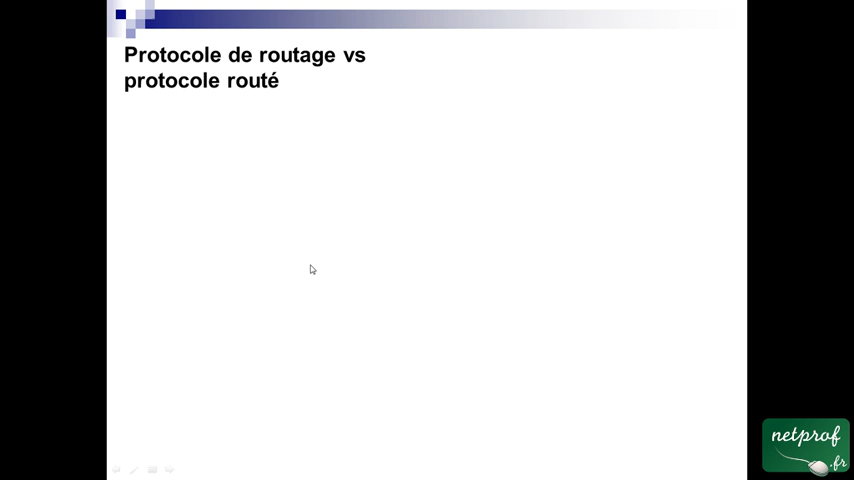 Protocole de routage vs
protocole routé
netprof
.fr